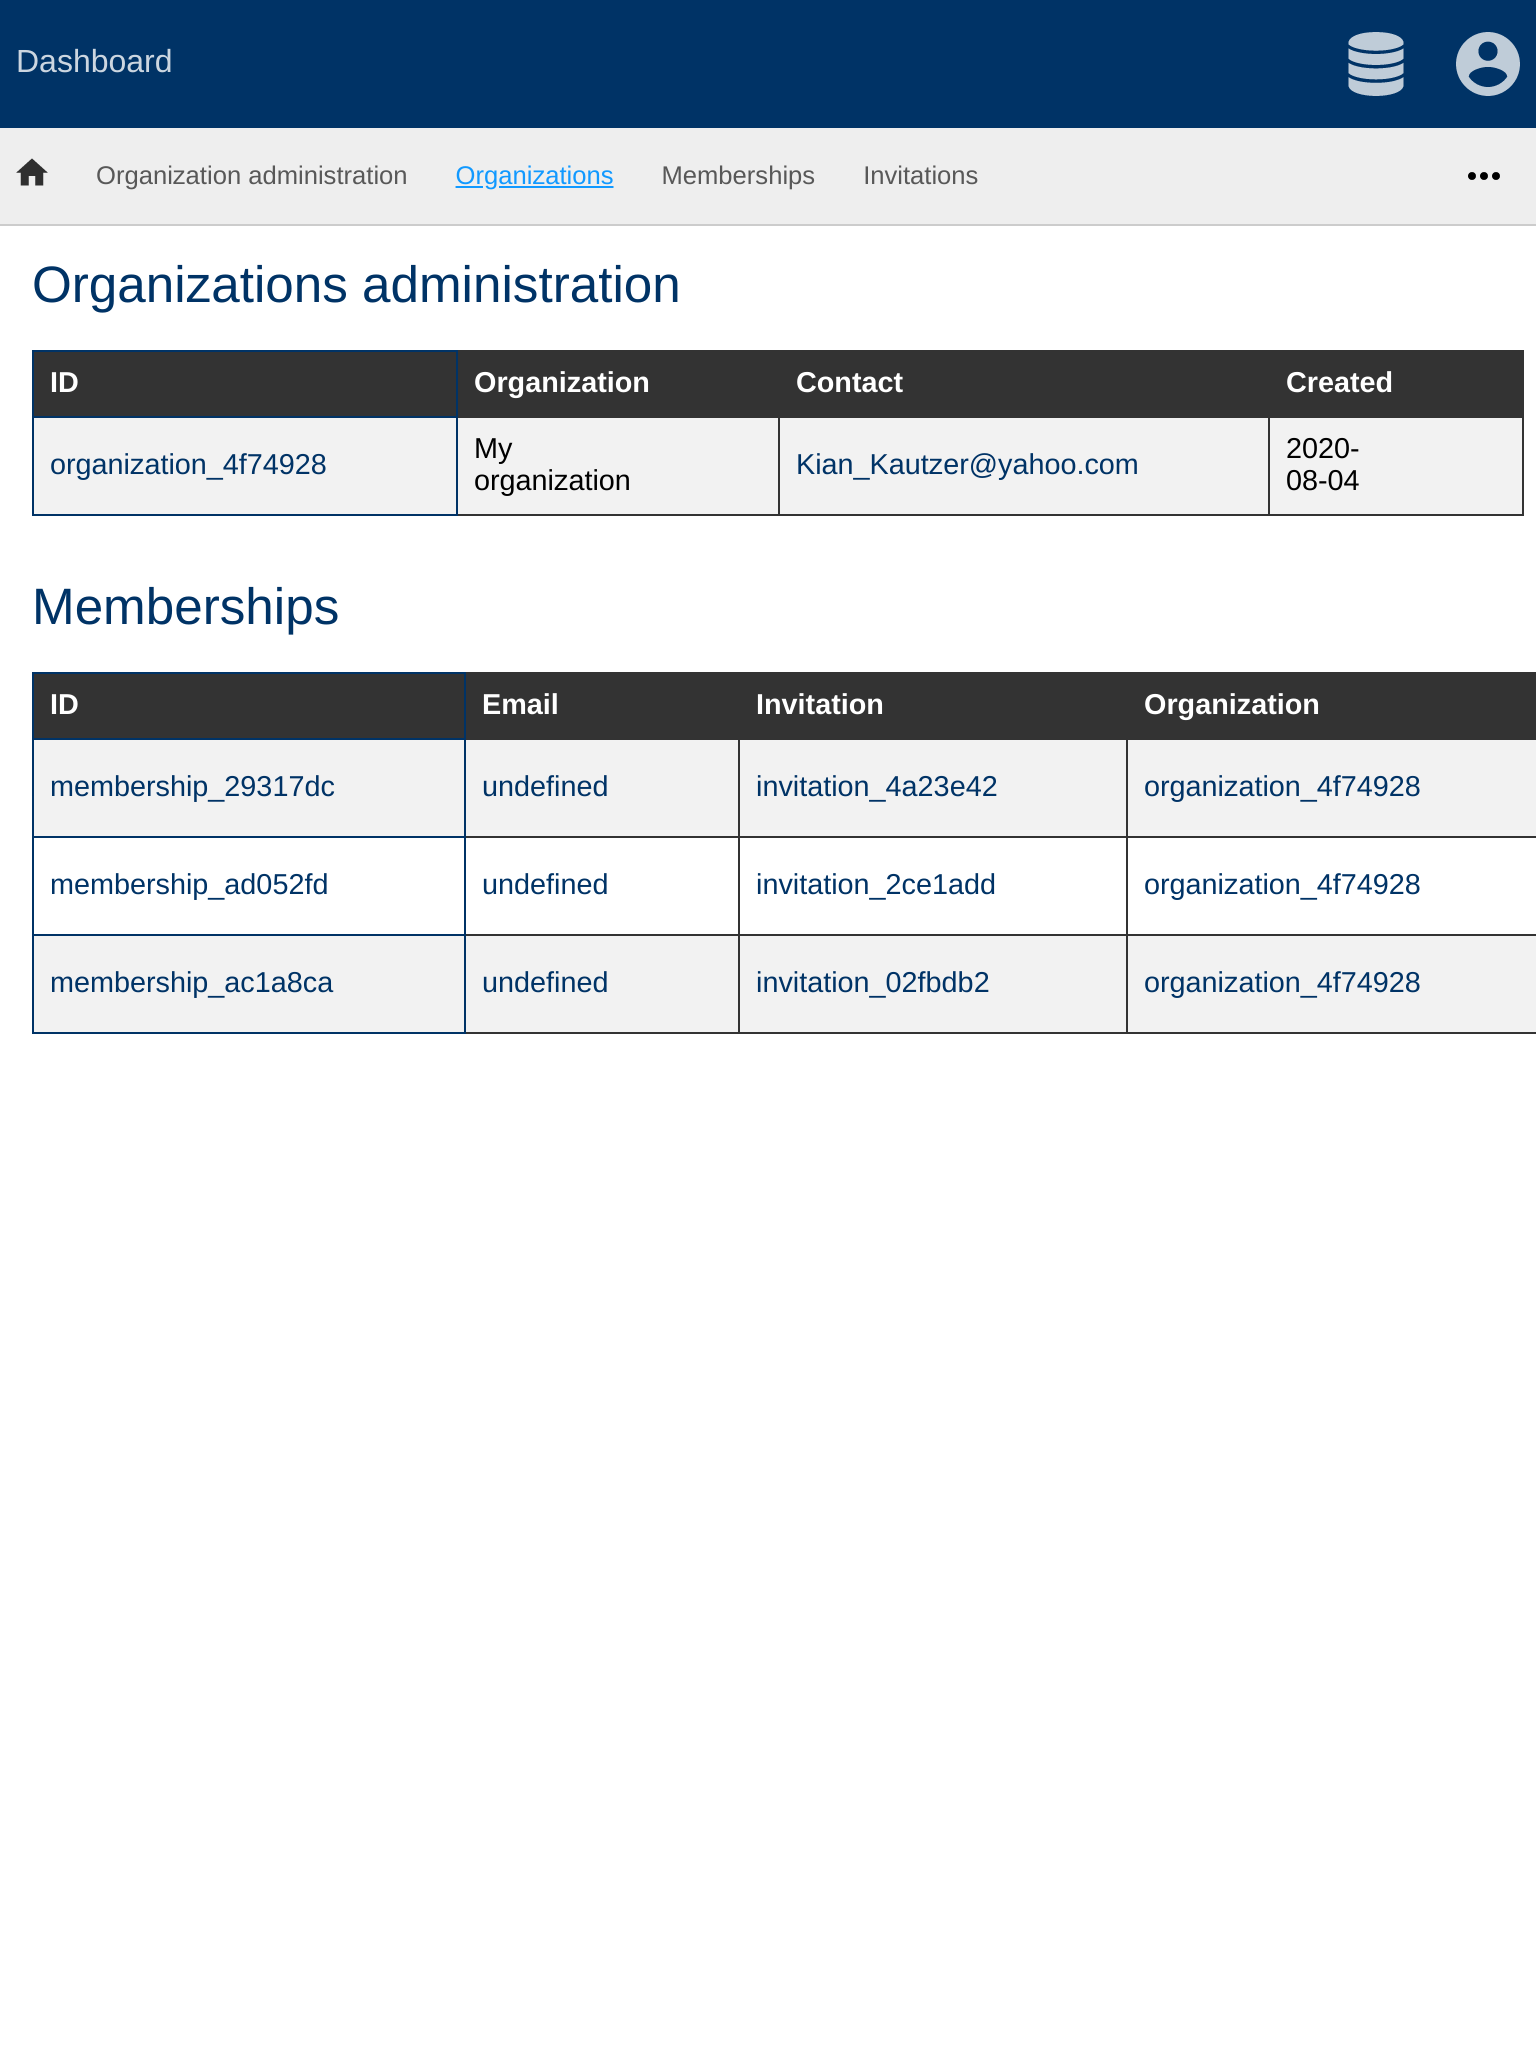 Dashboard
Organization administration Organizations Memberships Invitations
Organizations administration
ID Organization Contact Created
organization_4f74928 My organization Kian_Kautzer@yahoo.com 2020-08-04
Memberships
ID Email Invitation Organization
membership_29317dc undefined invitation_4a23e42 organization_4f74928
membership_ad052fd undefined invitation_2ce1add organization_4f74928
membership_ac1a8ca undefined invitation_02fbdb2 organization_4f74928